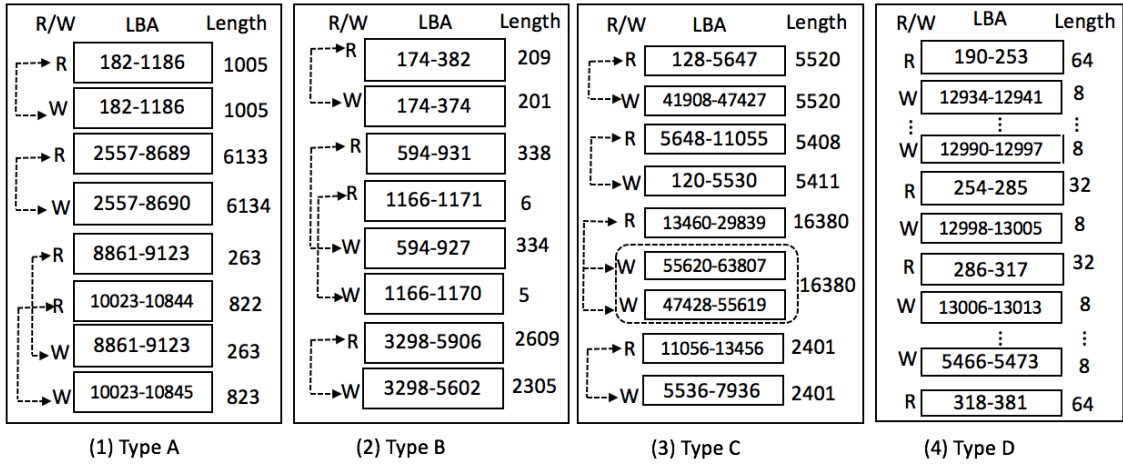 R/W LBA Length
R 182-1186 1005
W 182-1186 1005
R 2557-8689 6133
W 2557-8690 6134
R 8861-9123 263
R 10023-10844 822
W 8861-9123 263
W 10023-10845 823
(1) Type A
R/W LBA Length
R 174-382 209
W 174-374 201
R 594-931 338
R 1166-1171 6
W 594-927 334
W 1166-1170 5
R 3298-5906 2609
W 3298-5602 2305
(2) Type B
R/W LBA Length
R 128-5647 5520
W 41908-47427 5520
R 5648-11055 5408
W 120-5530 5411
R 13460-29839 16380
W 55620-63807
16380
W 47428-55619
R 11056-13456 2401
W 5536-7936 2401
(3) Type C
R/W LBA Length
R 190-253 64
W 12934-12941 8
⋮ ⋮ ⋮
W 12990-12997 8
R 254-285 32
W 12998-13005 8
R 286-317 32
W 13006-13013 8
⋮ ⋮
W 5466-5473 8
R 318-381 64
(4) Type D